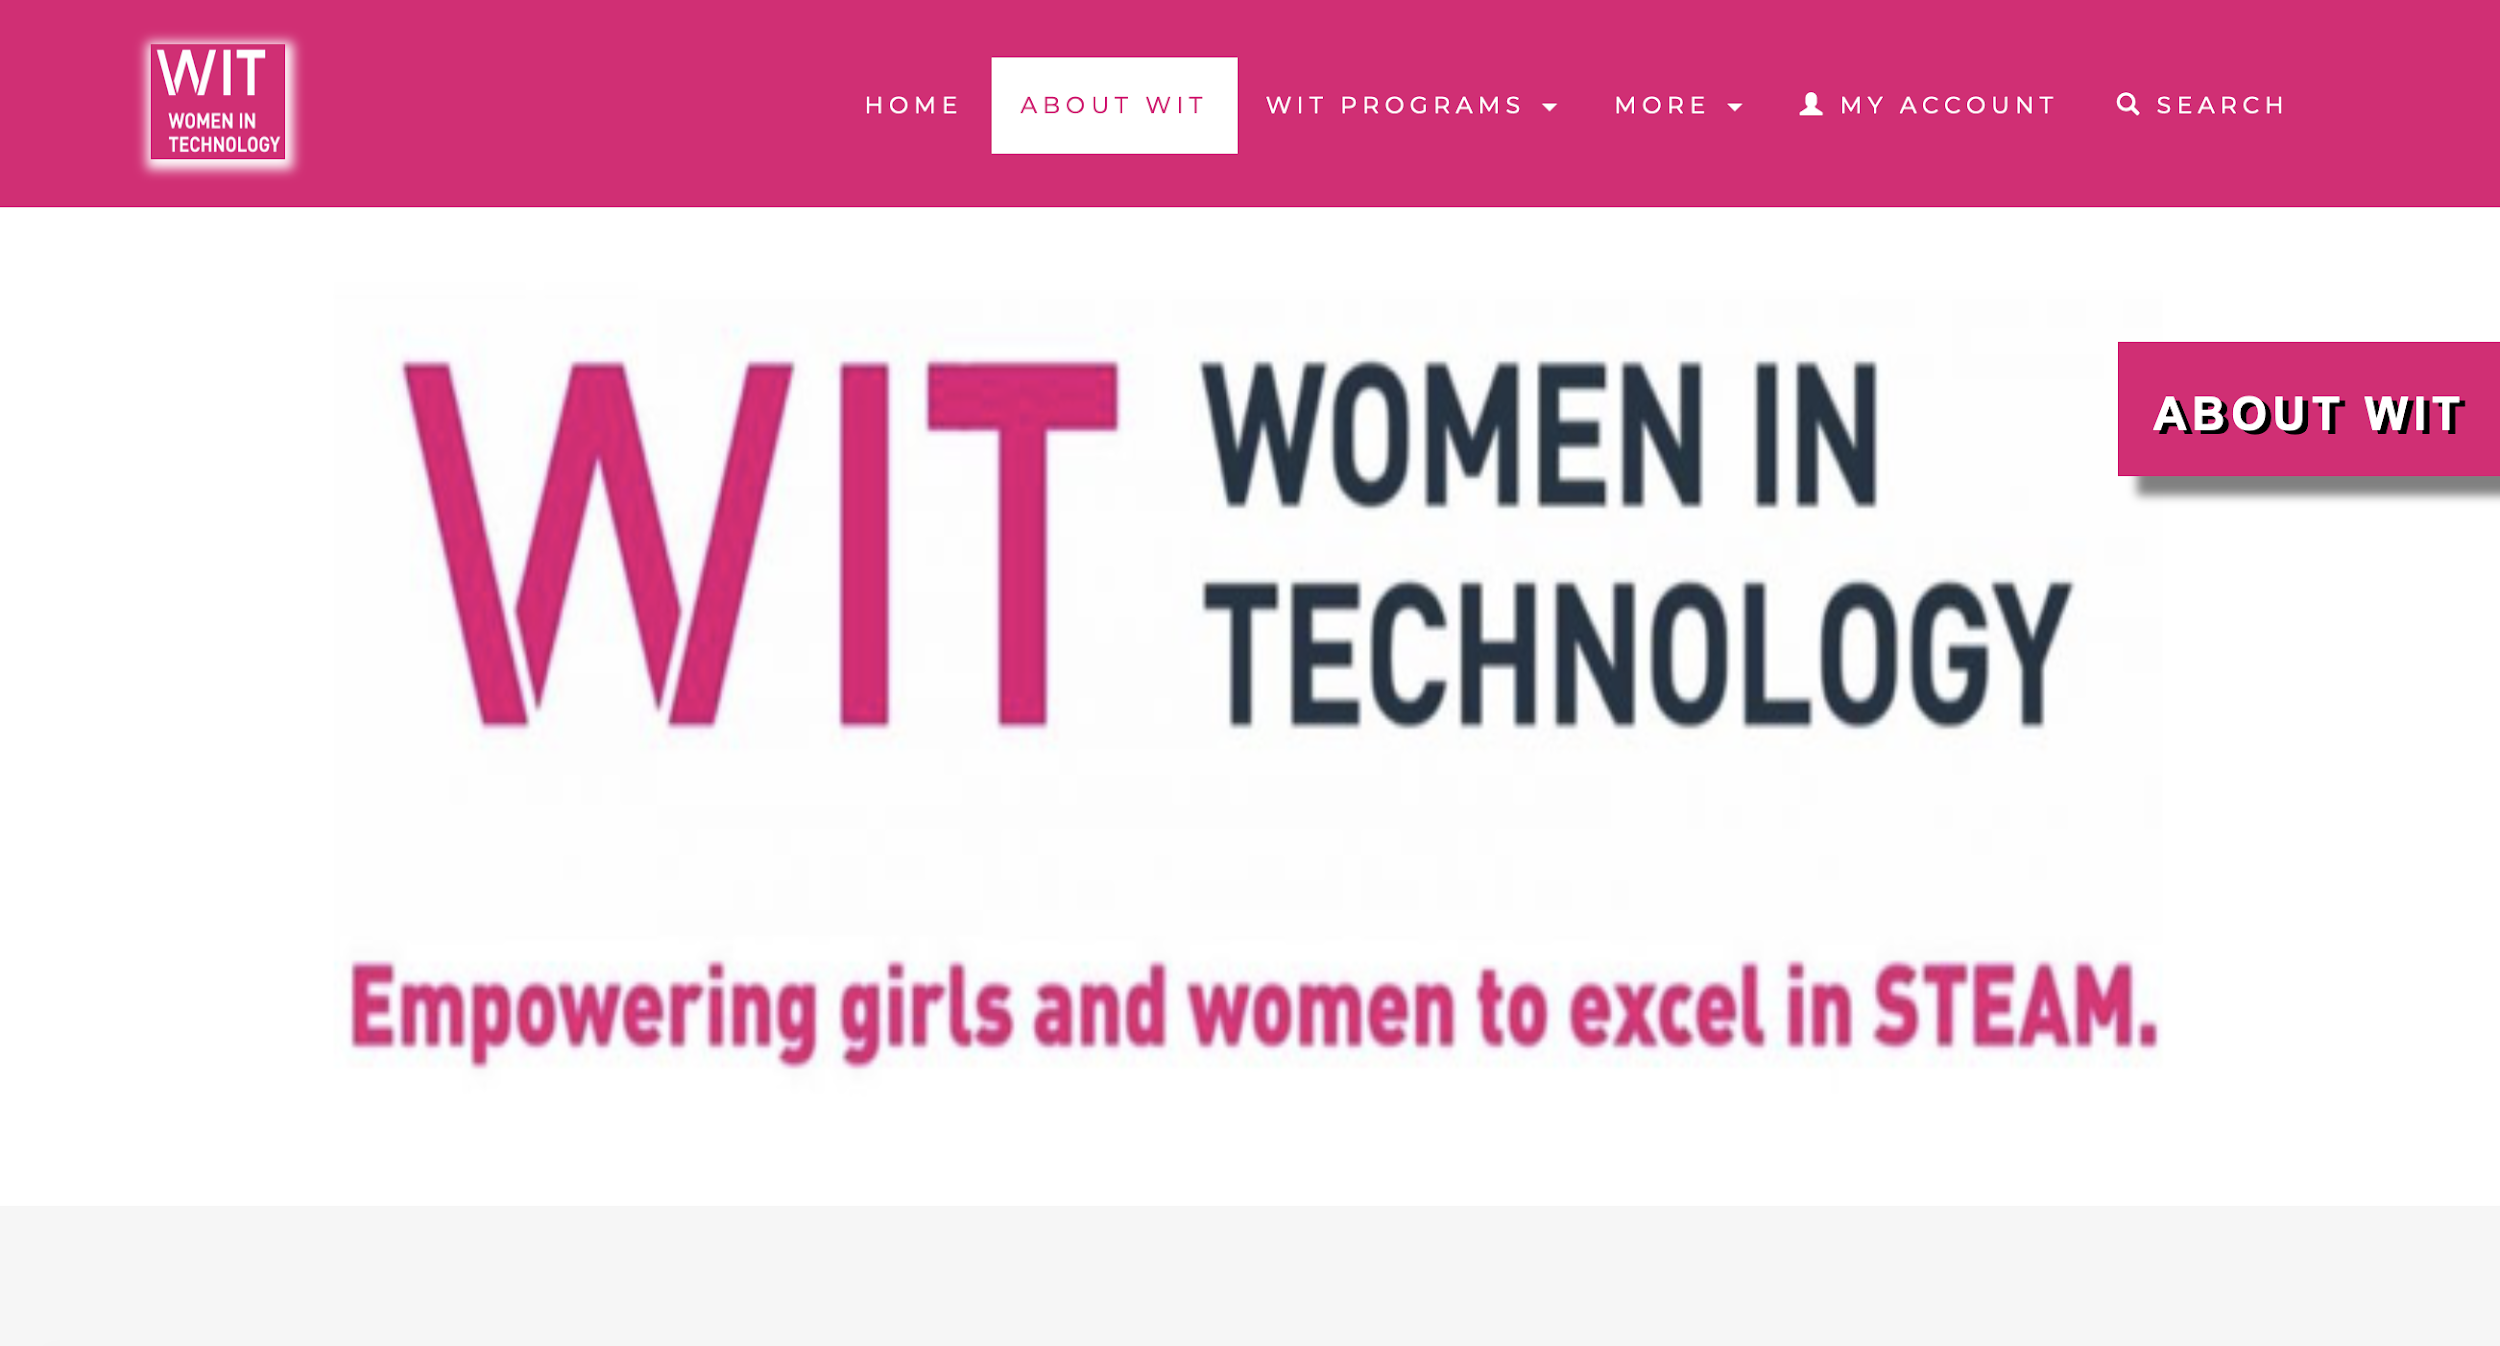 WIT
WOMEN IN
TECHNOLOGY
HOME ABOUT WIT WIT PROGRAMS MORE MY ACCOUNT SEARCH
WIT WOMEN IN
TECHNOLOGY
ABOUT WIT
Empowering girls and women to excel in STEAM.